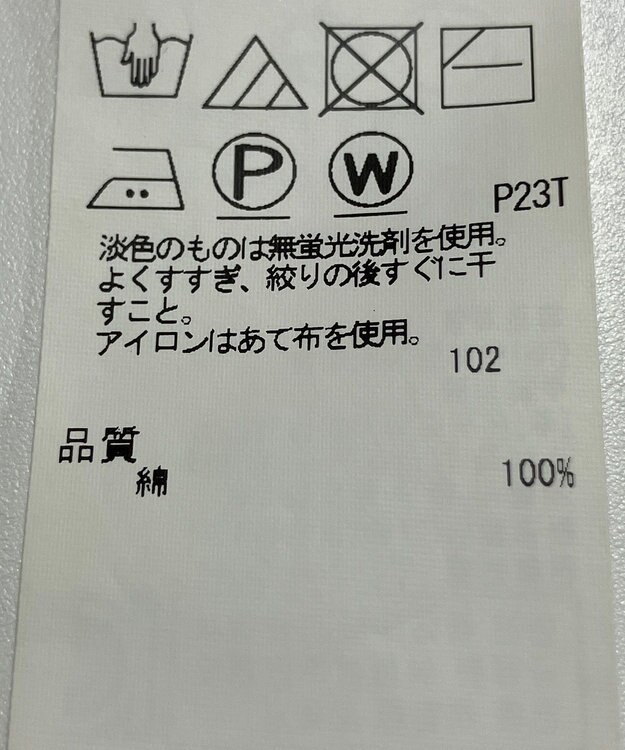 P W P23T
淡色のものは無蛍光洗剤を使用。
よくすすぎ、絞りの後すぐに干
すこと。
アイロンはあて布を使用。
102
品質
綿 100%